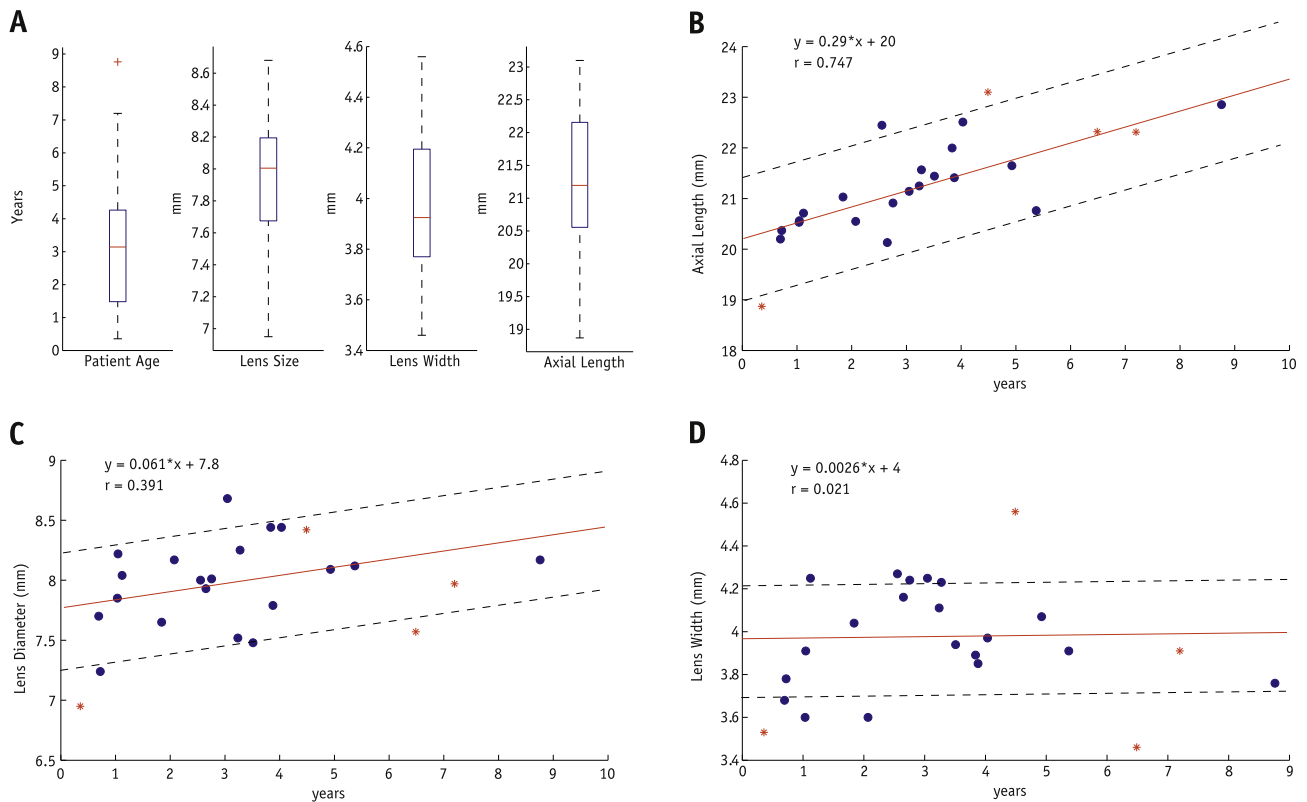 A
Years
9
8
7
6
5
4
3
2
1
0
Patient Age
mm
8.6
8.4
8.2
8
7.8
7.6
7.4
7.2
7
Lens Size
mm
4.6
4.4
4.2
4
3.8
3.6
3.4
Lens Width
mm
23
22.5
22
21.5
21
20.5
20
19.5
19
Axial Length
B
y = 0.29*x + 20
r = 0.747
Axial Length (mm)
24
23
22
21
20
19
18
0 1 2 3 4 5 6 7 8 9 10
years
C
y = 0.061*x + 7.8
r = 0.391
Lens Diameter (mm)
9
8.5
8
7.5
7
6.5
0 1 2 3 4 5 6 7 8 9 10
years
D
y = 0.0026*x + 4
r = 0.021
Lens Width (mm)
4.8
4.6
4.4
4.2
4
3.8
3.6
3.4
0 1 2 3 4 5 6 7 8 9
years